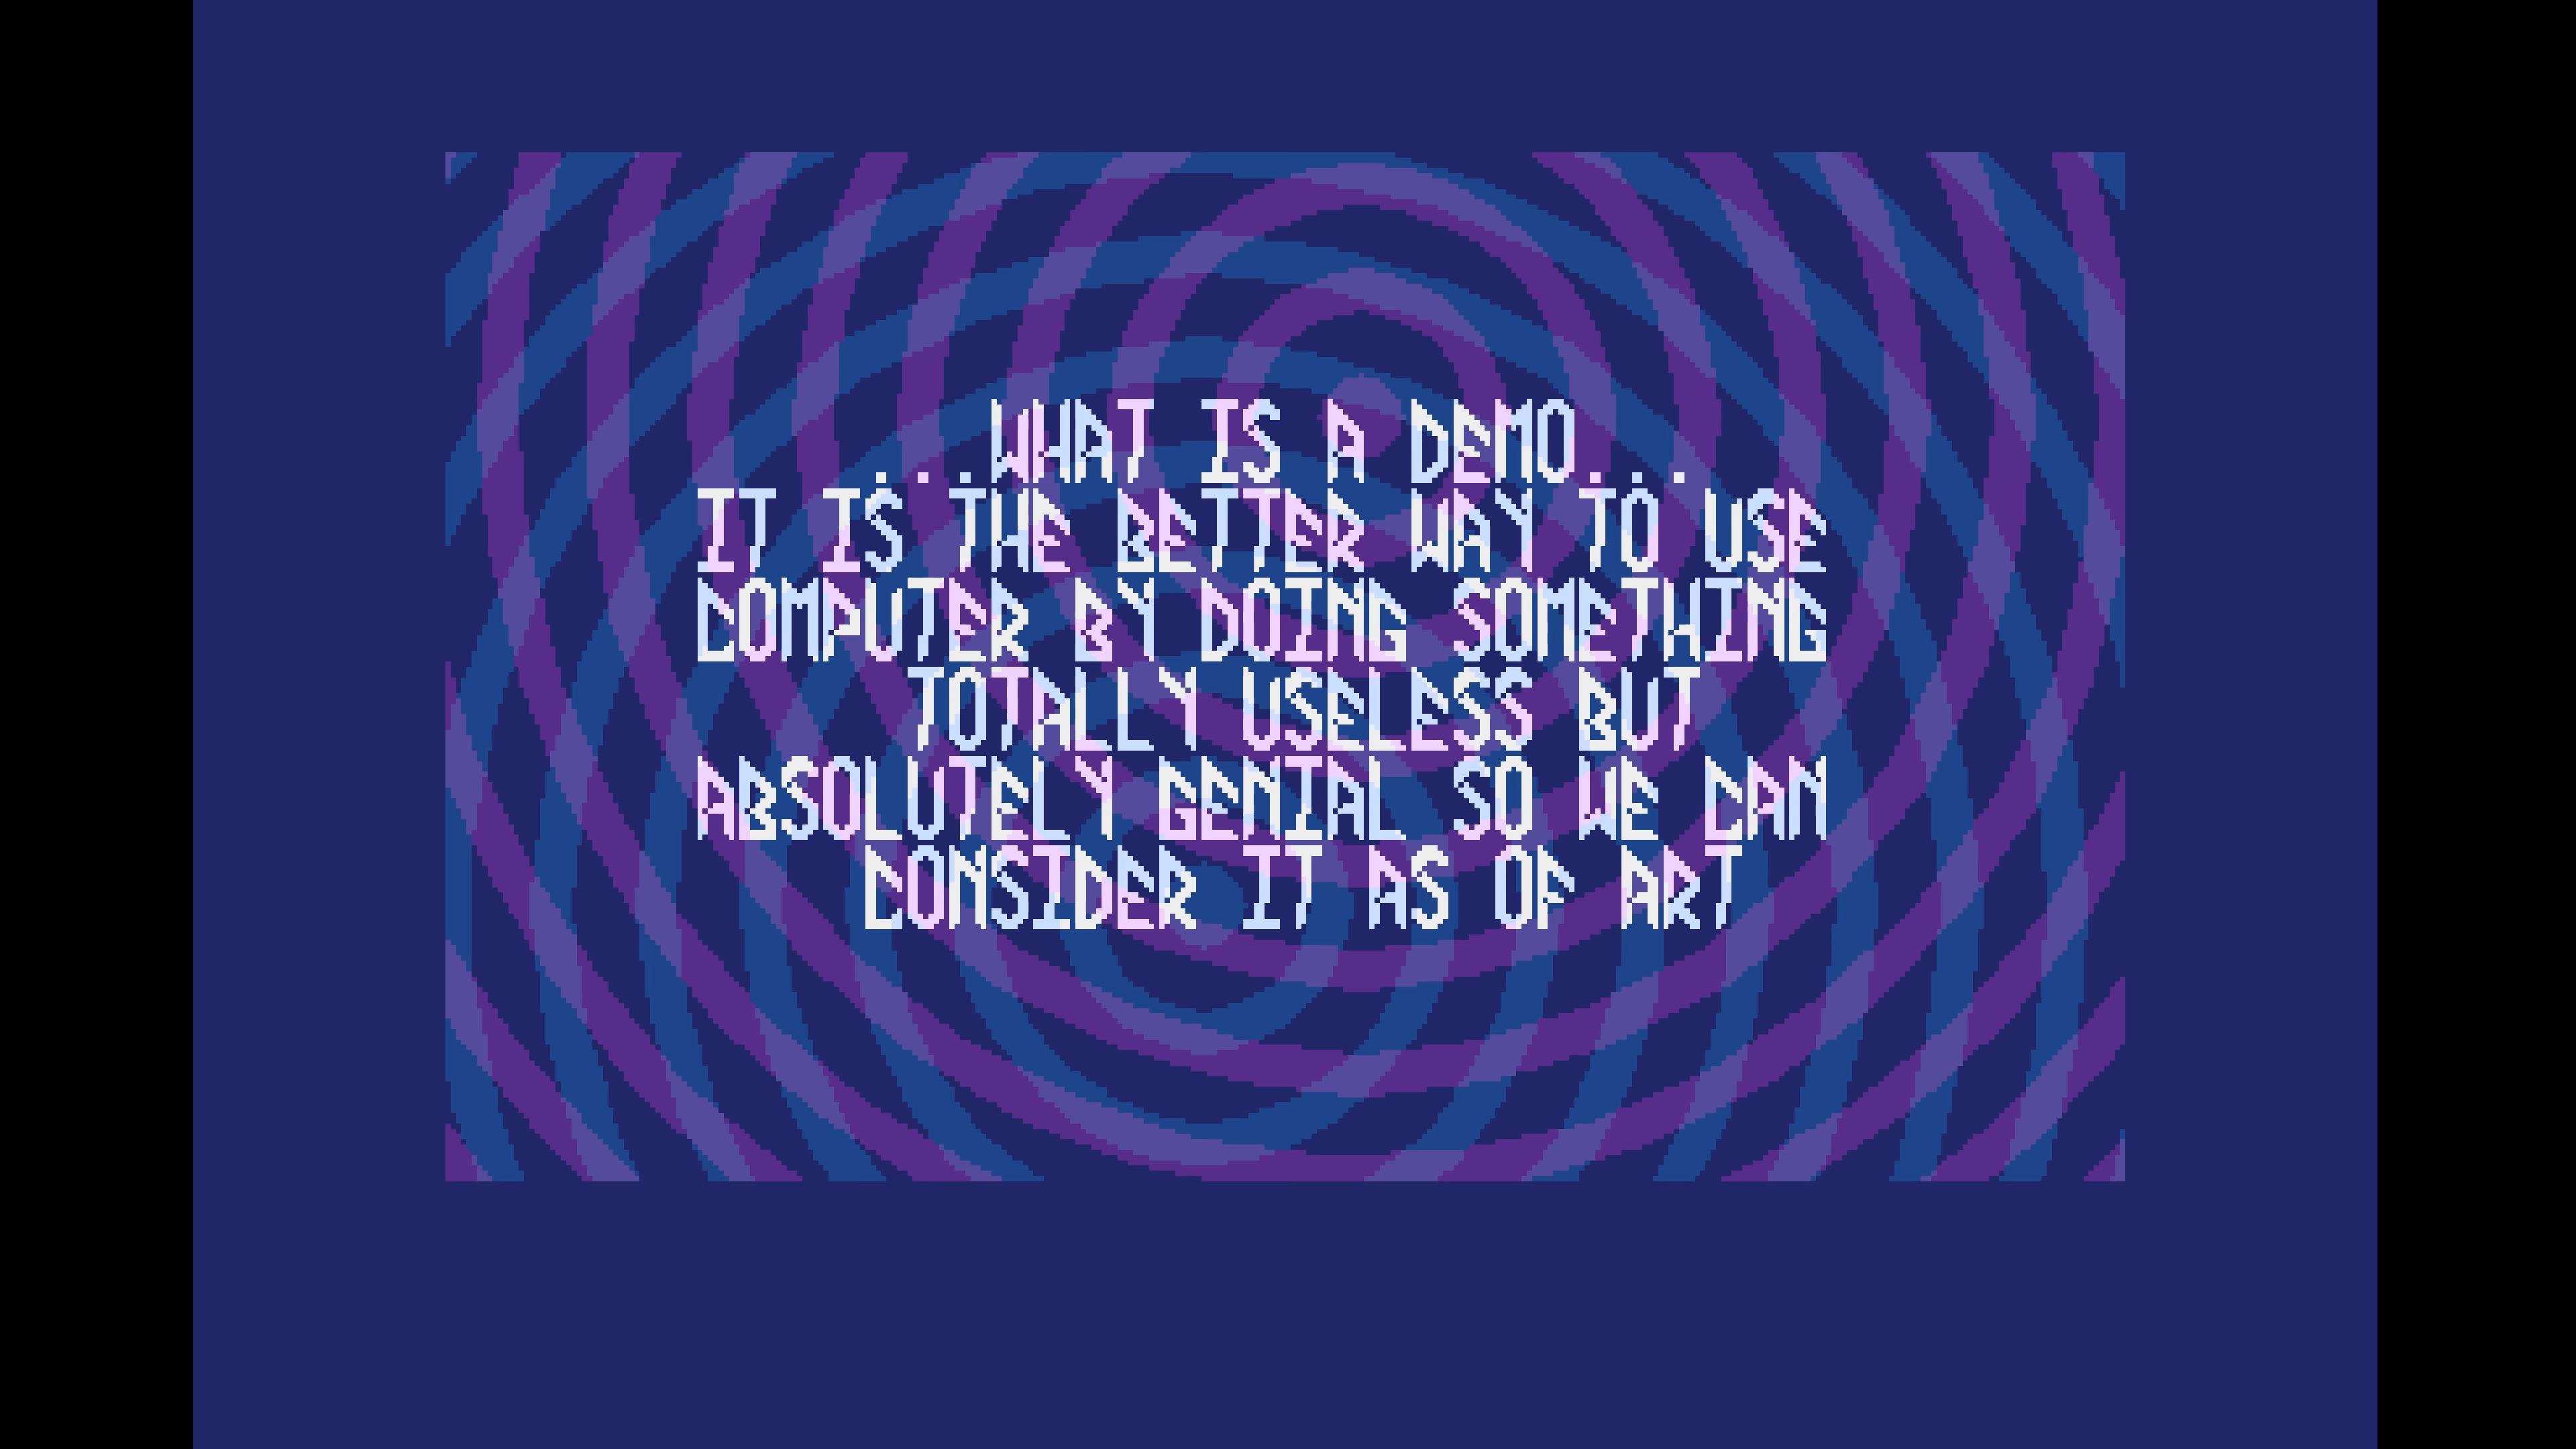 ...WHAT IS A DEMO...
IT IS THE BETTER WAY TO USE
COMPUTER BY DOING SOMETHING
TOTALLY USELESS BUT
ABSOLUTELY GENIAL SO WE CAN
CONSIDER IT AS OF ART